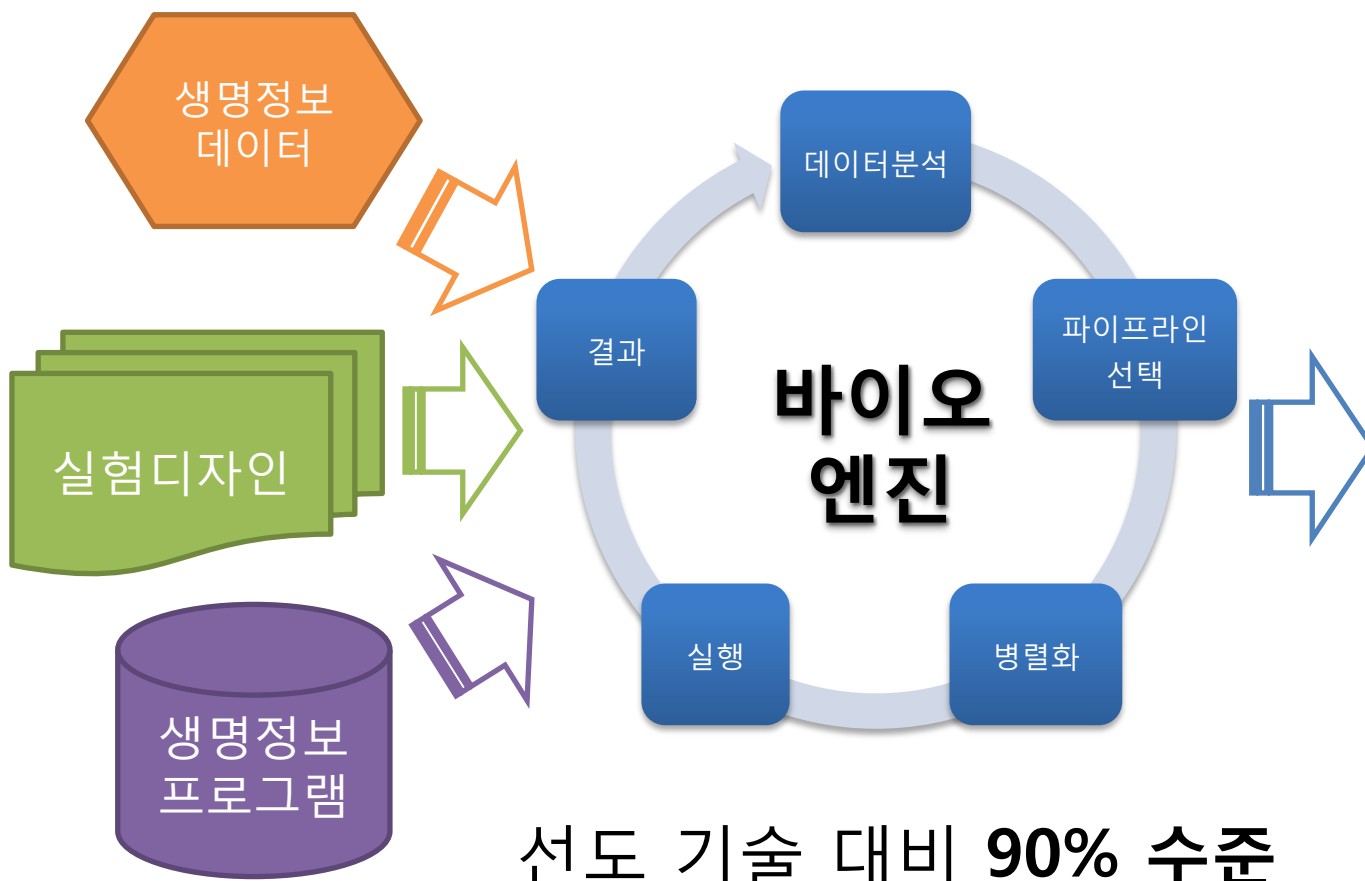 생명정보
데이터
실험디자인
생명정보
프로그램
데이터분석
파이프라인
선택
병렬화
실행
결과
바이오
엔진
선도 기술 대비 90% 수준